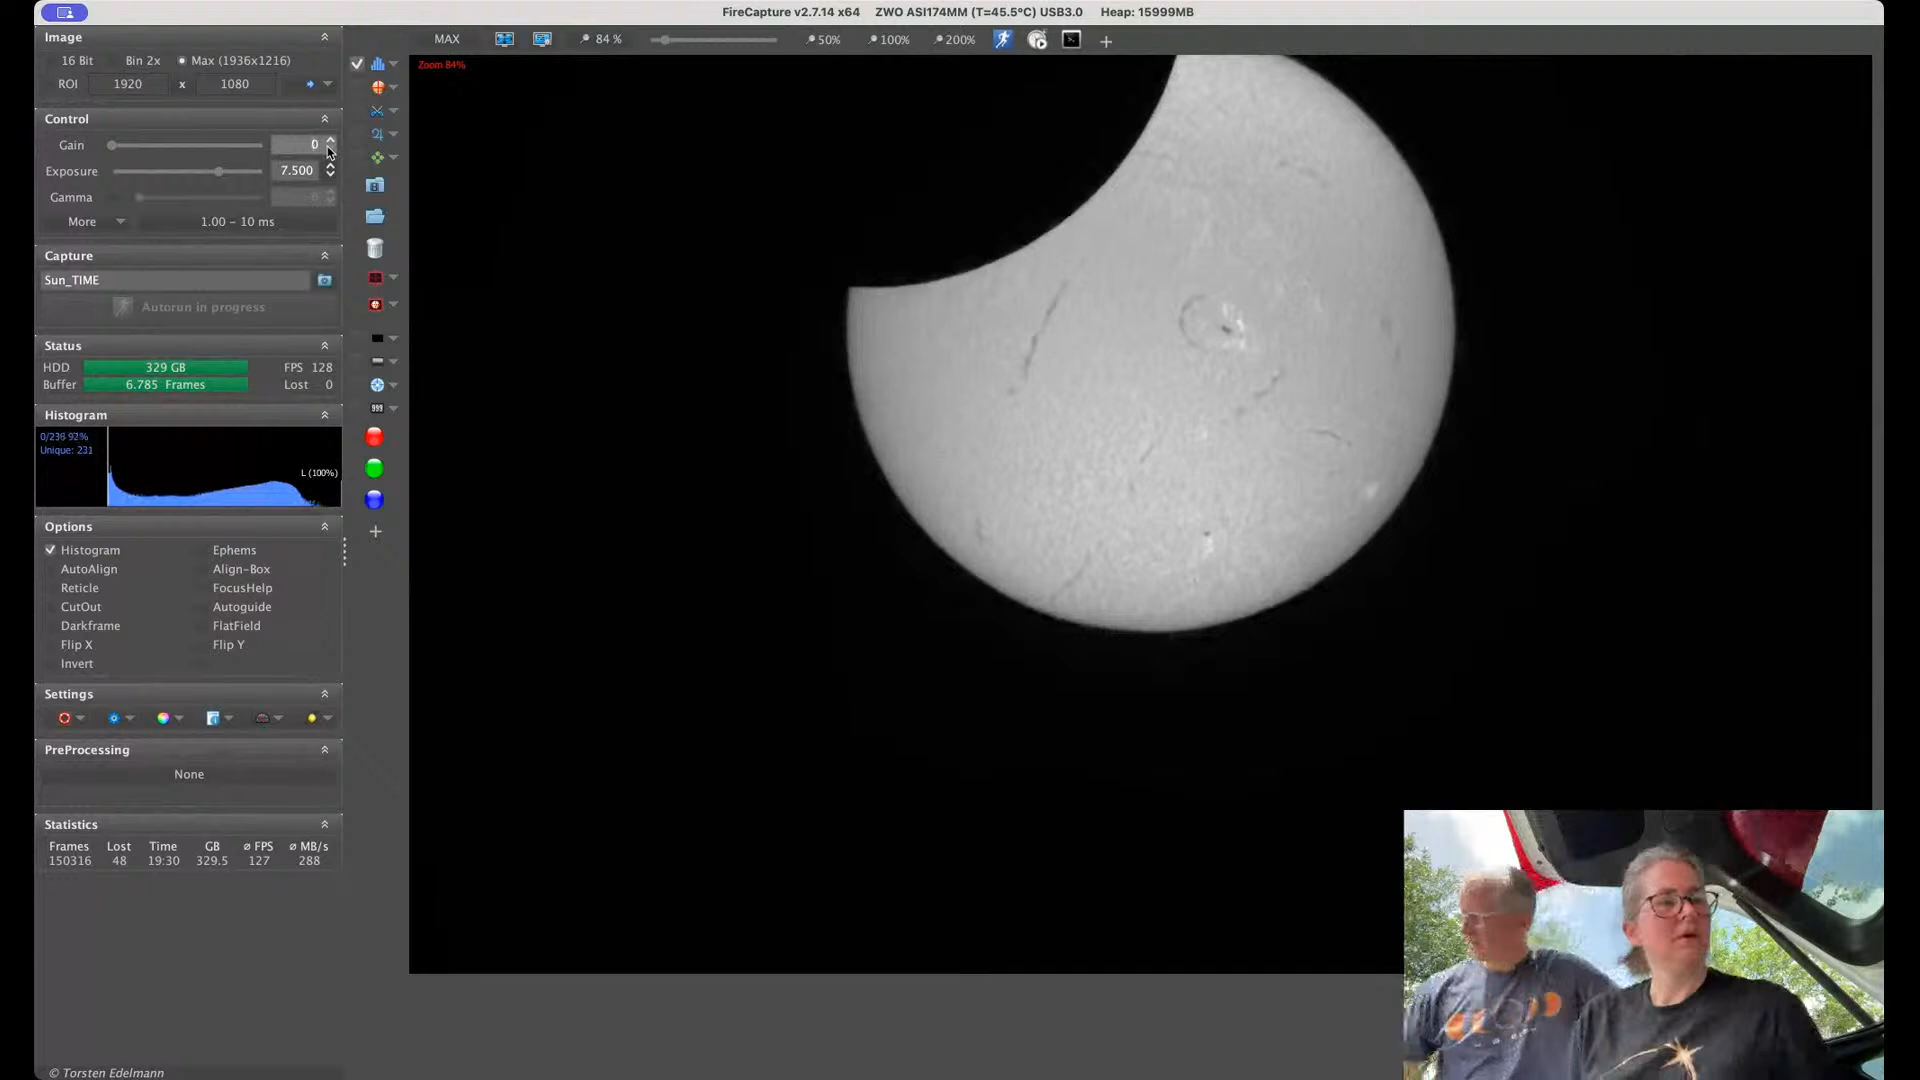 FireCapture v2.7.14 x64 ZWO ASI174MM (T=45.5°C) USB3.0 Heap: 15999MB
Image
MAX 84 % 50% 100% 200%
16 Bit Bin 2x Max (1936x1216)
Zoom 84%
ROI 1920 x 1080
Control
Gain 0
Exposure 7.500
Gamma
More 1.00 – 10 ms
Capture
Sun_TIME
Autorun in progress
Status
HDD 329 GB FPS 128
Buffer 6.785 Frames Lost 0
999
Histogram
0/236 92%
Unique: 231
L (100%)
Options
Histogram Ephems
AutoAlign Align-Box
Reticle FocusHelp
CutOut Autoguide
Darkframe FlatField
Flip X Flip Y
Invert
Settings
PreProcessing
None
Statistics
Frames Lost Time GB ø FPS ø MB/s
150316 48 19:30 329.5 127 288
© Torsten Edelmann